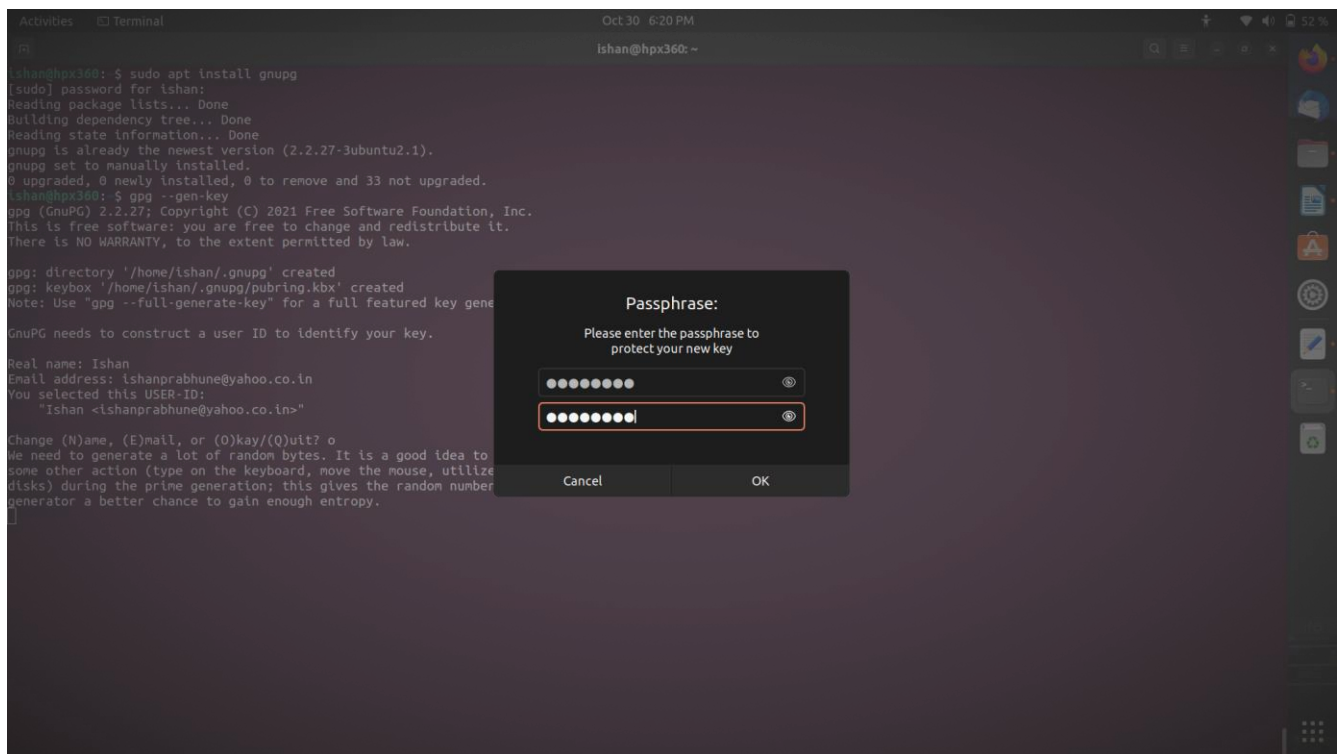 Activities Terminal Oct 30 6:20 PM 52 %
ishan@hpx360: ~
ishan@hpx360:~$ sudo apt install gnupg
[sudo] password for ishan:
Reading package lists... Done
Building dependency tree... Done
Reading state information... Done
gnupg is already the newest version (2.2.27-3ubuntu2.1).
gnupg set to manually installed.
0 upgraded, 0 newly installed, 0 to remove and 33 not upgraded.
ishan@hpx360:~$ gpg --gen-key
gpg (GnuPG) 2.2.27; Copyright (C) 2021 Free Software Foundation, Inc.
This is free software: you are free to change and redistribute it.
There is NO WARRANTY, to the extent permitted by law.
gpg: directory '/home/ishan/.gnupg' created
gpg: keybox '/home/ishan/.gnupg/pubring.kbx' created
Note: Use "gpg --full-generate-key" for a full featured key gene
GnuPG needs to construct a user ID to identify your key.
Real name: Ishan
Email address: ishanprabhune@yahoo.co.in
You selected this USER-ID:
"Ishan <ishanprabhune@yahoo.co.in>"
Change (N)ame, (E)mail, or (O)kay/(Q)uit? o
We need to generate a lot of random bytes. It is a good idea to
some other action (type on the keyboard, move the mouse, utilize
disks) during the prime generation; this gives the random number
generator a better chance to gain enough entropy.
Passphrase:
Please enter the passphrase to
protect your new key
Cancel OK